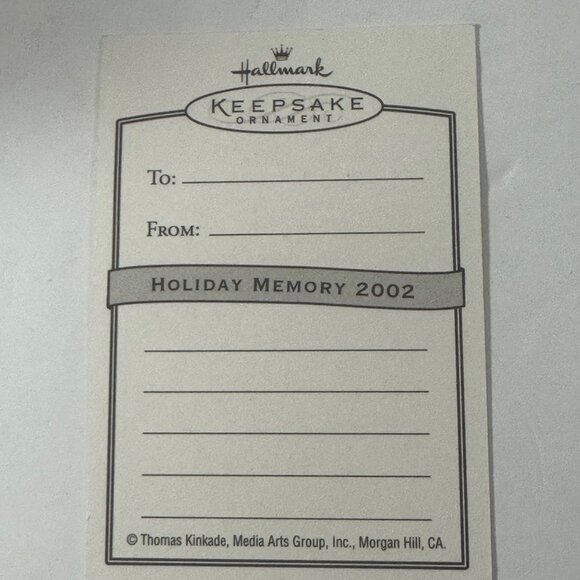 Hallmark
KEEPSAKE
ORNAMENT
TO:
FROM:
HOLIDAY MEMORY 2002
© Thomas Kinkade, Media Arts Group, Inc., Morgan Hill, CA.